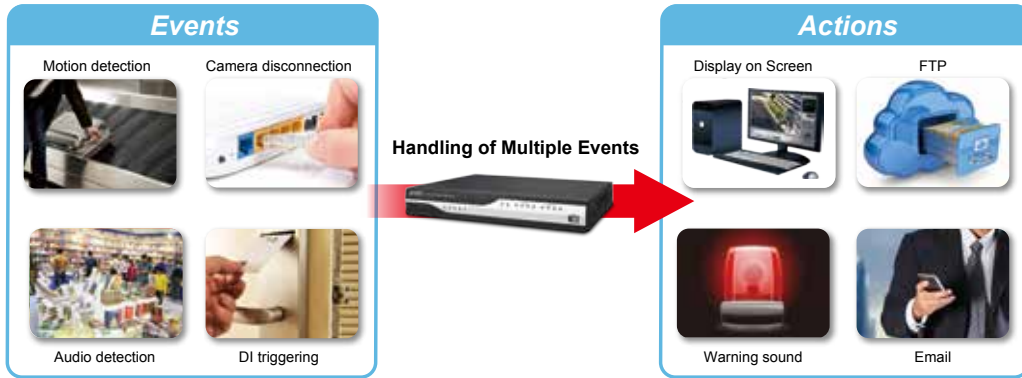 Events
Actions
Motion detection
Camera disconnection
Display on Screen
FTP
Handling of Multiple Events
Audio detection
DI triggering
Warning sound
Email